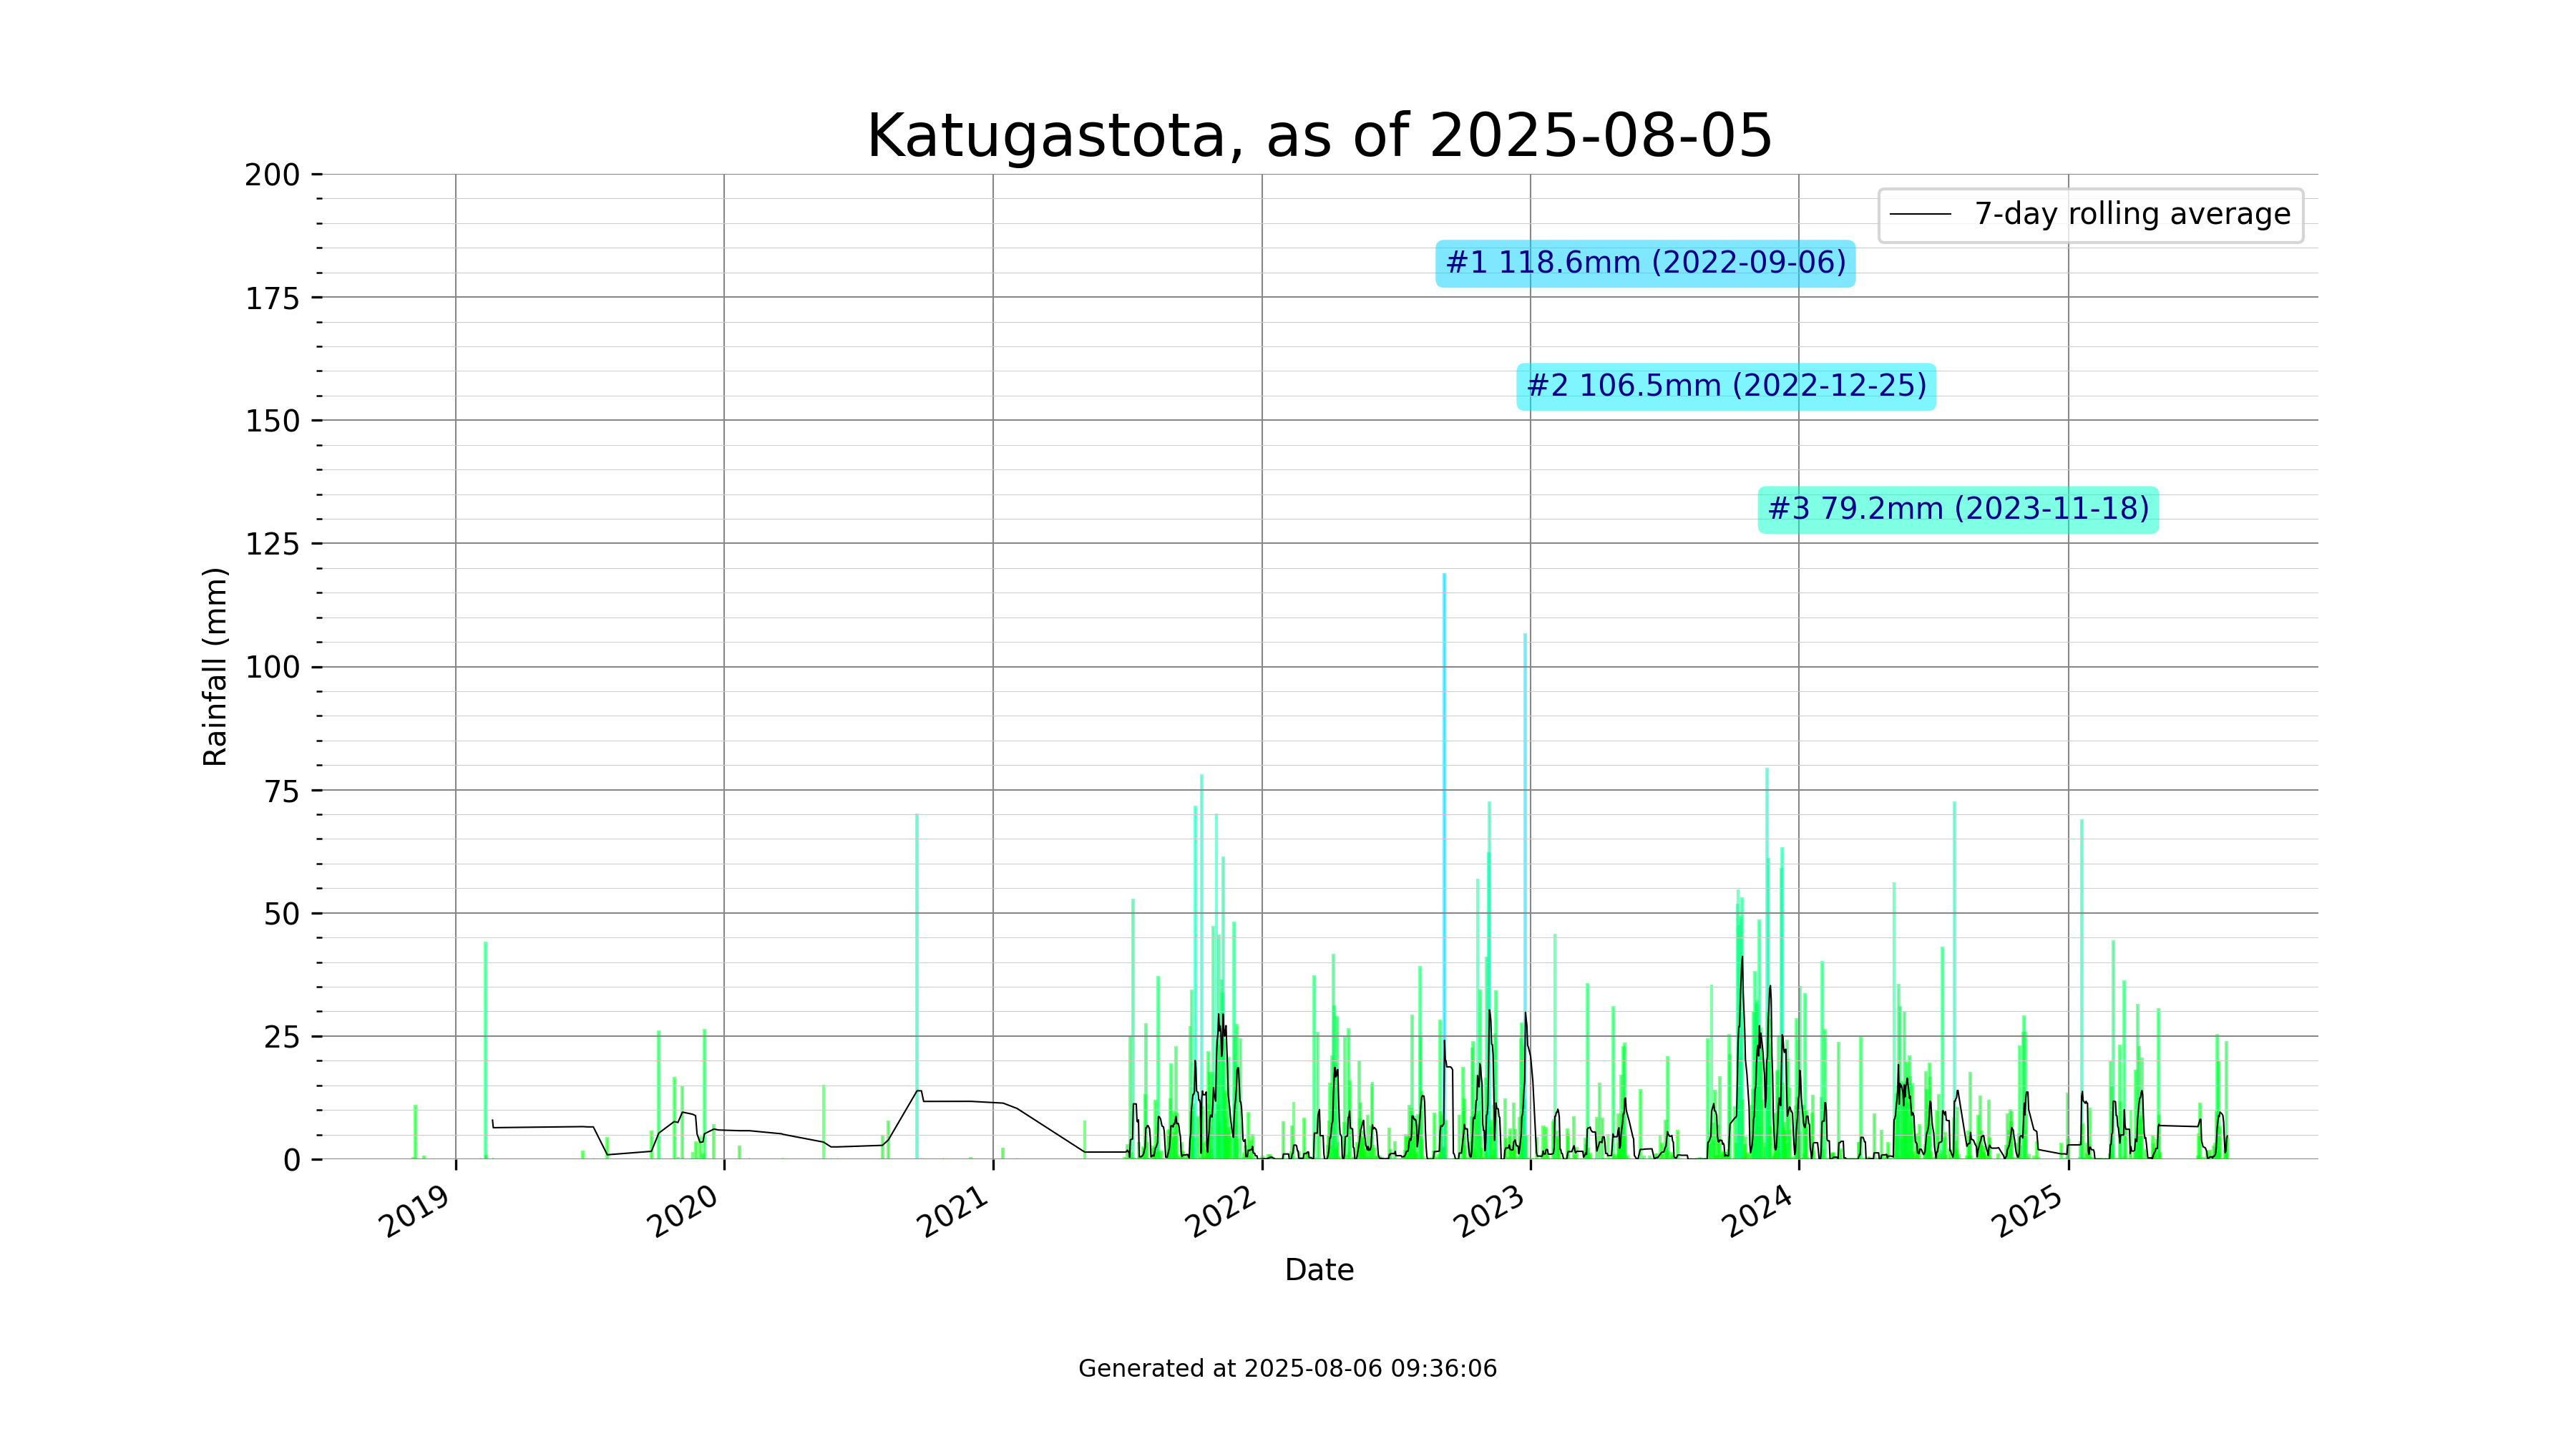 Katugastota, as of 2025-08-05
200
175
150
125
100
75
50
25
0
Rainfall (mm)
7-day rolling average
#1 118.6mm (2022-09-06)
#2 106.5mm (2022-12-25)
#3 79.2mm (2023-11-18)
2019
2020
2021
2022
2023
2024
2025
Date
Generated at 2025-08-06 09:36:06